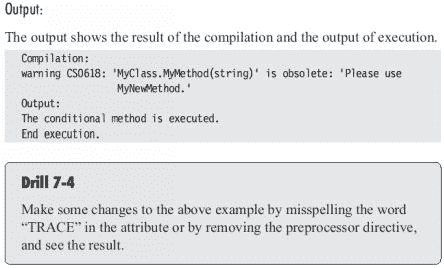 Output:
The output shows the result of the compilation and the output of execution.
Compilation:
warning CS0618: 'MyClass.MyMethod(string)' is obsolete: 'Please use
MyNewMethod.'
Output:
The conditional method is executed.
End execution.
Drill 7-4
Make some changes to the above example by misspelling the word
“TRACE” in the attribute or by removing the preprocessor directive,
and see the result.